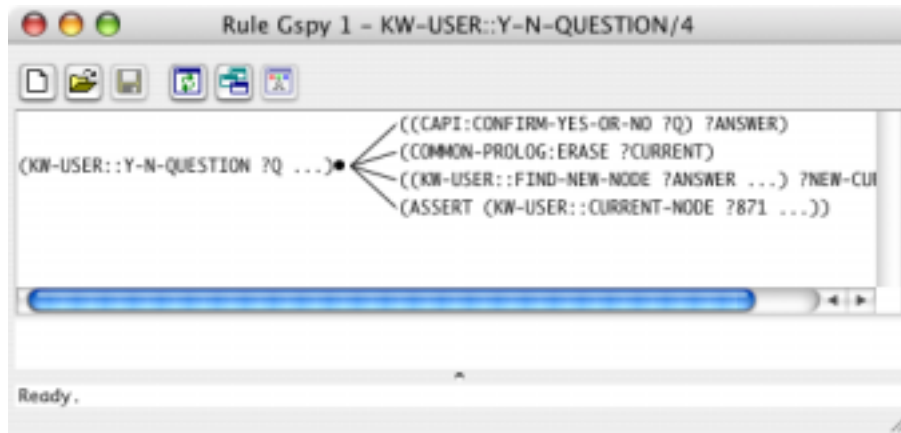 Rule Gspy 1 – KW-USER::Y-N-QUESTION/4
((CAPI:CONFIRM-YES-OR-NO ?Q) ?ANSWER)
(COMMON-PROLOG:ERASE ?CURRENT)
(KW-USER::Y-N-QUESTION ?Q ...)
((KW-USER::FIND-NEW-NODE ?ANSWER ...) ?NEW-CU
(ASSERT (KW-USER::CURRENT-NODE ?871 ...))
Ready.